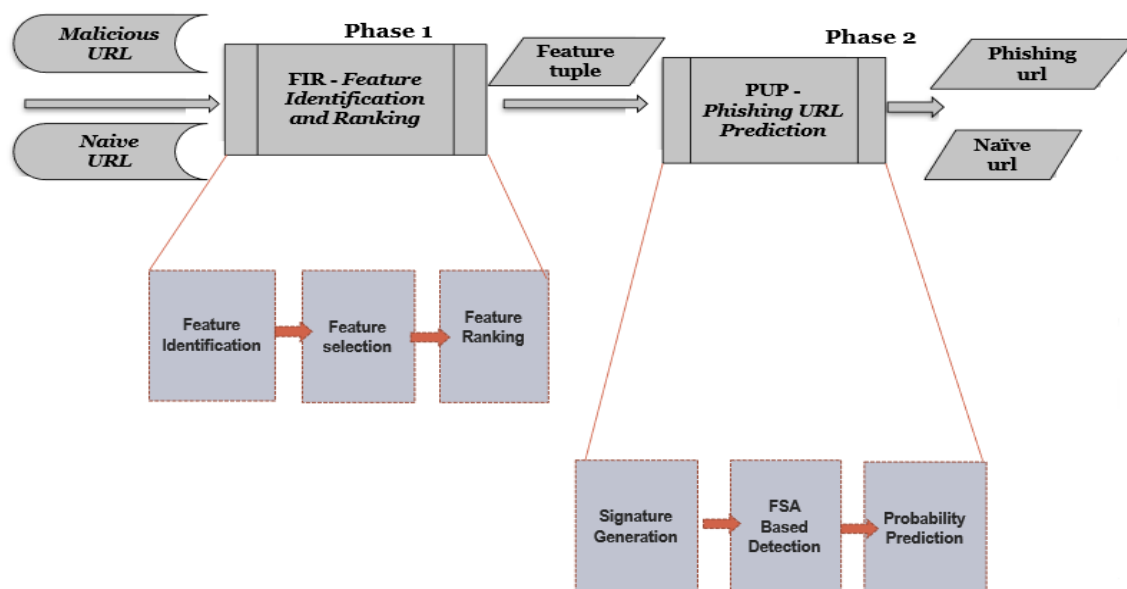 Malicious
URL
Phase 1
FIR - Feature
Identification
and Ranking
Feature
tuple
Phase 2
PUP -
Phishing URL
Prediction
Phishing
url
Naive
URL
Naïve
url
Feature
Identification
Feature
selection
Feature
Ranking
Signature
Generation
FSA
Based
Detection
Probability
Prediction